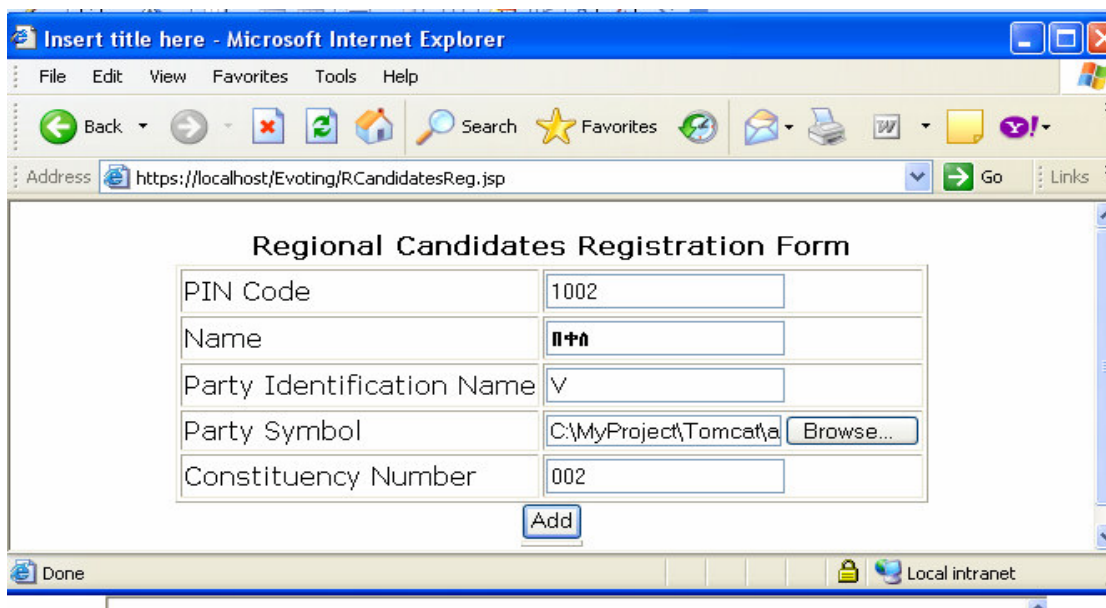 Insert title here - Microsoft Internet Explorer
File Edit View Favorites Tools Help
Back Search Favorites
Address https://localhost/Evoting/RCandidatesReg.jsp Go Links
Regional Candidates Registration Form
PIN Code 1002
Name በቀለ
Party Identification Name V
Party Symbol C:\MyProject\Tomcat\a Browse...
Constituency Number 002
Add
Done Local intranet